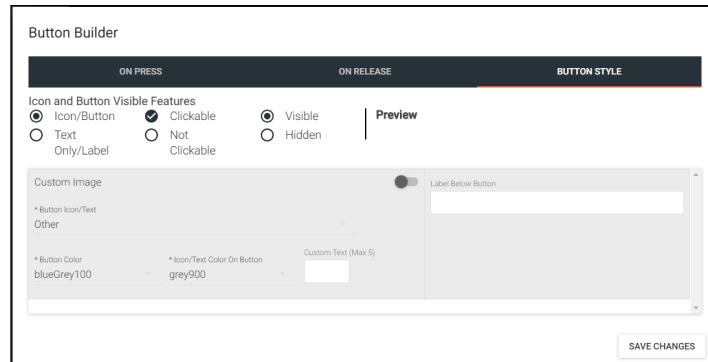 Button Builder
ON PRESS ON RELEASE BUTTON STYLE
Icon and Button Visible Features
Icon/Button Clickable Visible Preview
Text Not Hidden
Only/Label Clickable
Custom Image Label Below Button
* Button Icon/Text
Other
* Button Color * Icon/Text Color On Button Custom Text (Max 5)
blueGrey100 grey900
SAVE CHANGES